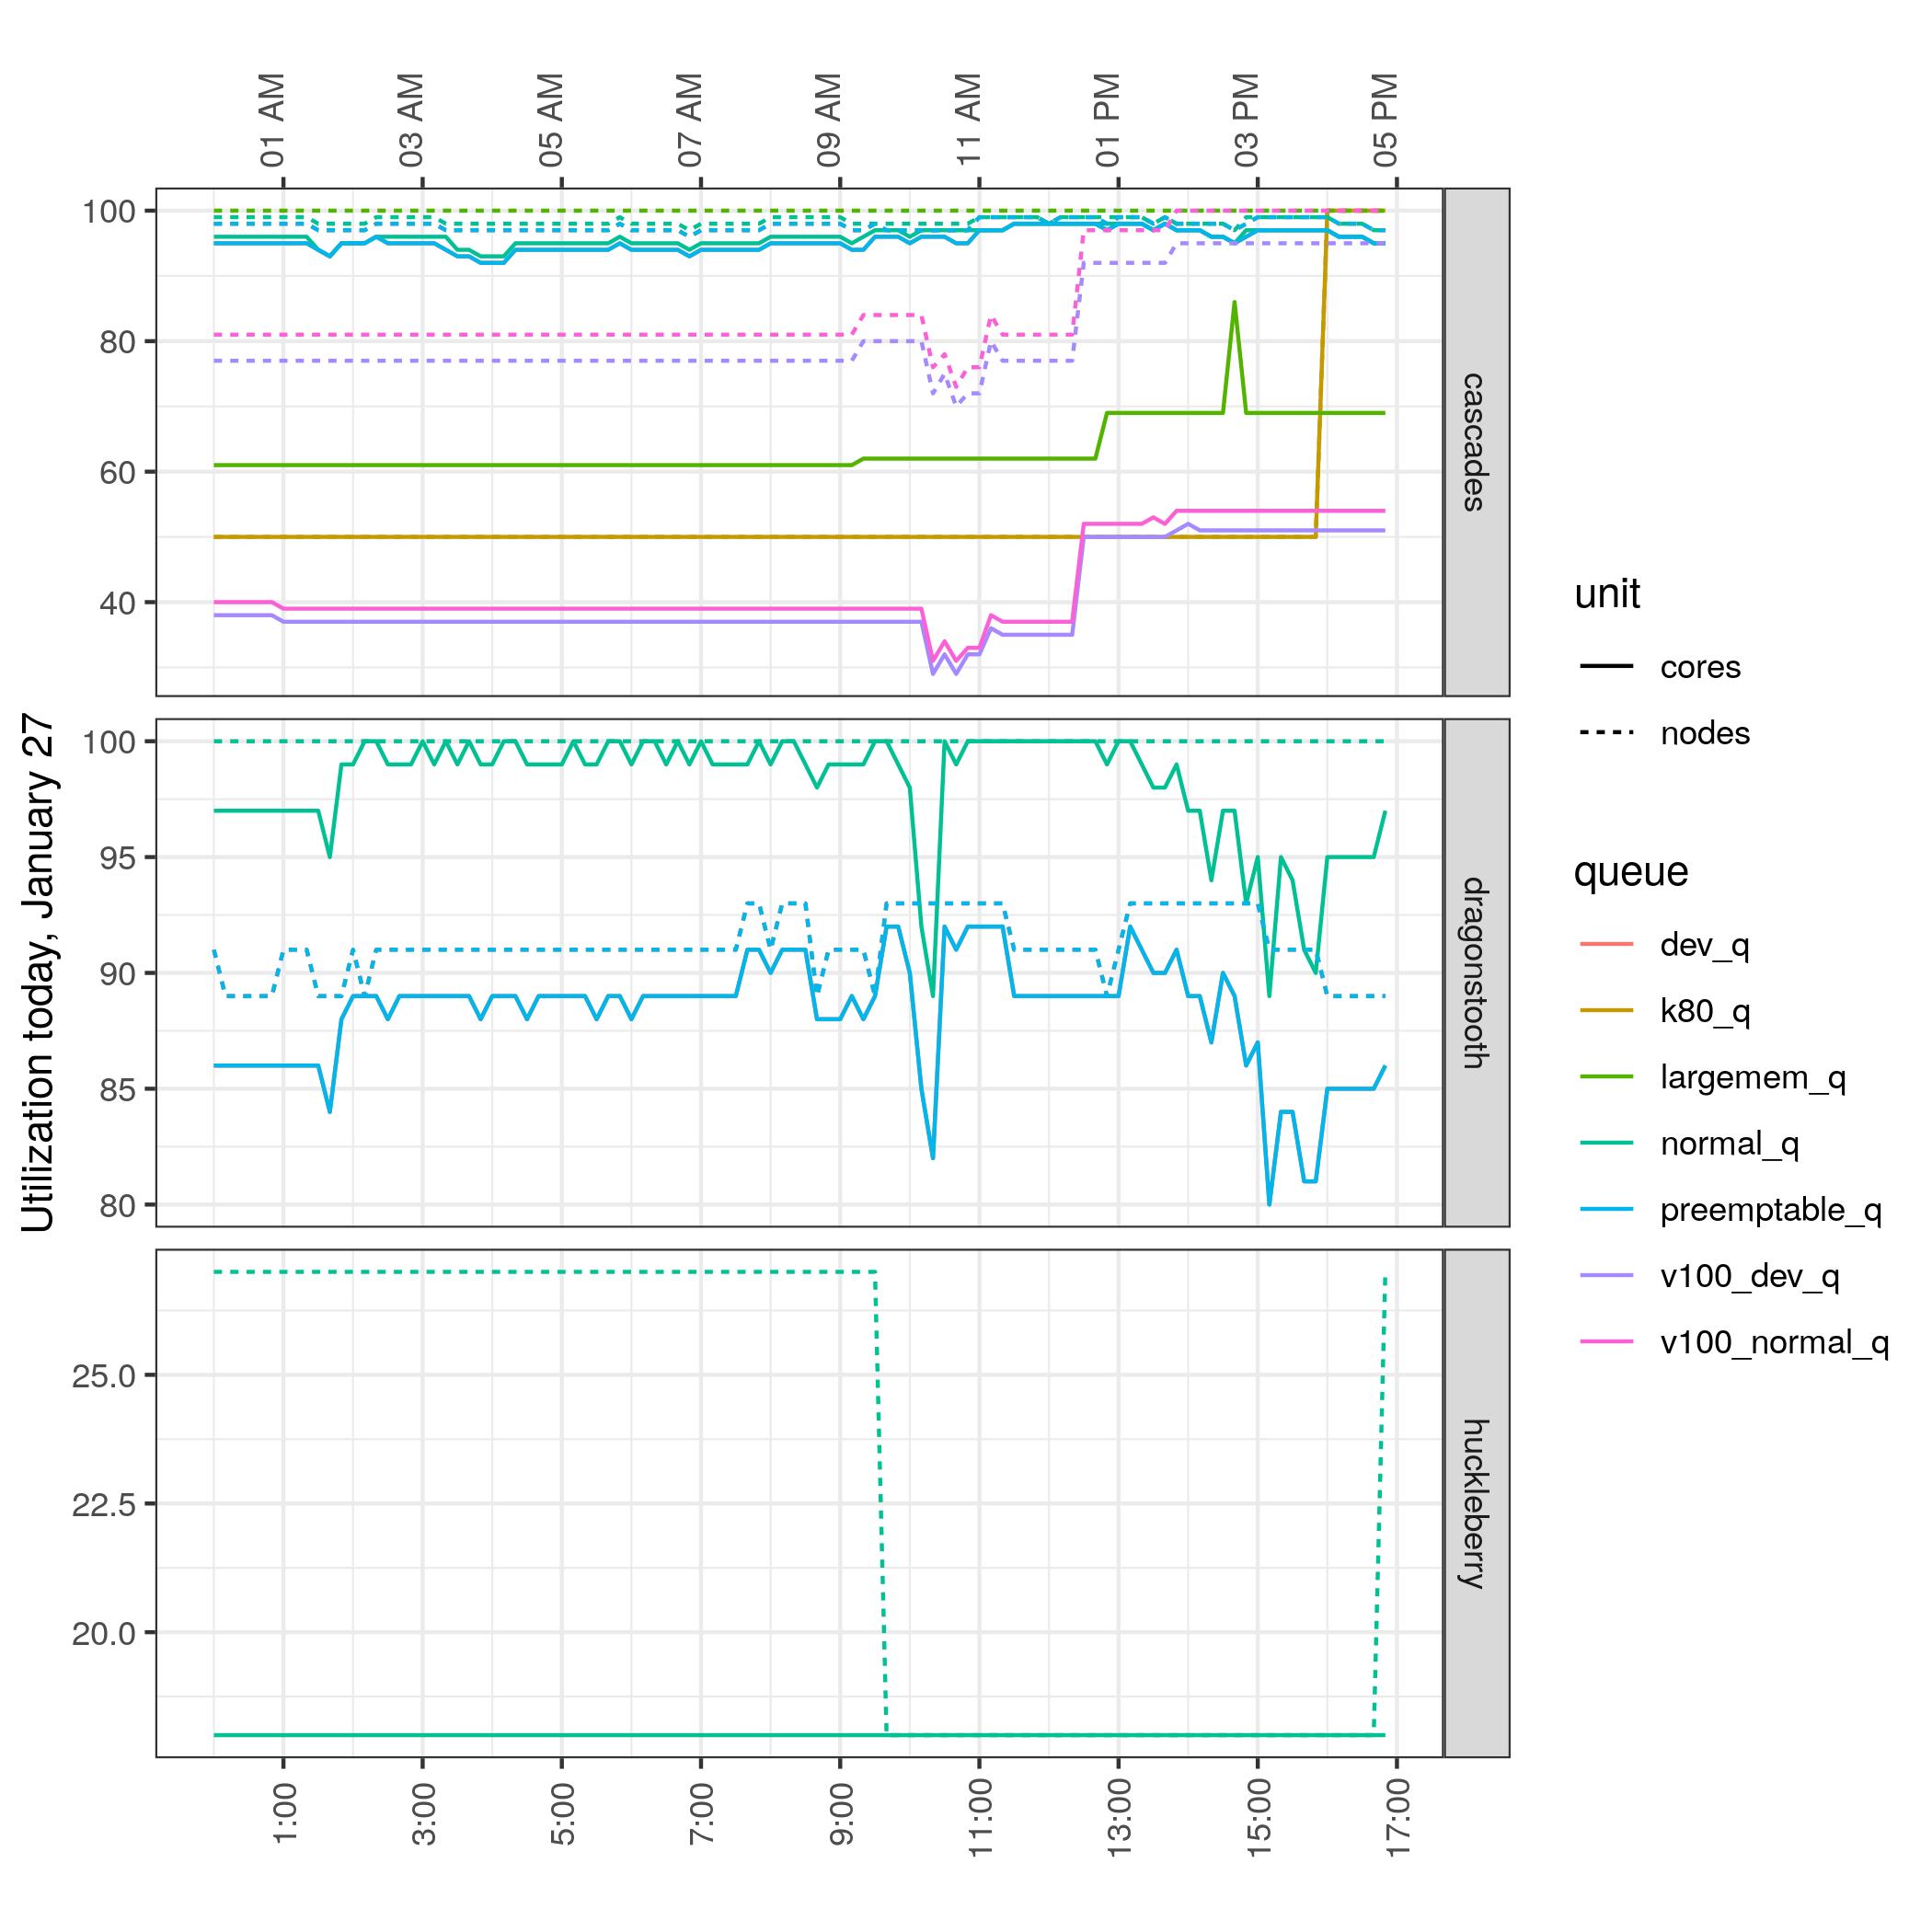 01 AM
03 AM
05 AM
07 AM
09 AM
11 AM
01 PM
03 PM
05 PM
Utilization today, January 27
100
80
60
40
cascades
100
95
90
85
80
dragonstooth
25.0
22.5
20.0
huckleberry
1:00
3:00
5:00
7:00
9:00
11:00
13:00
15:00
17:00
unit
cores
nodes
queue
dev_q
k80_q
largemem_q
normal_q
preemptable_q
v100_dev_q
v100_normal_q